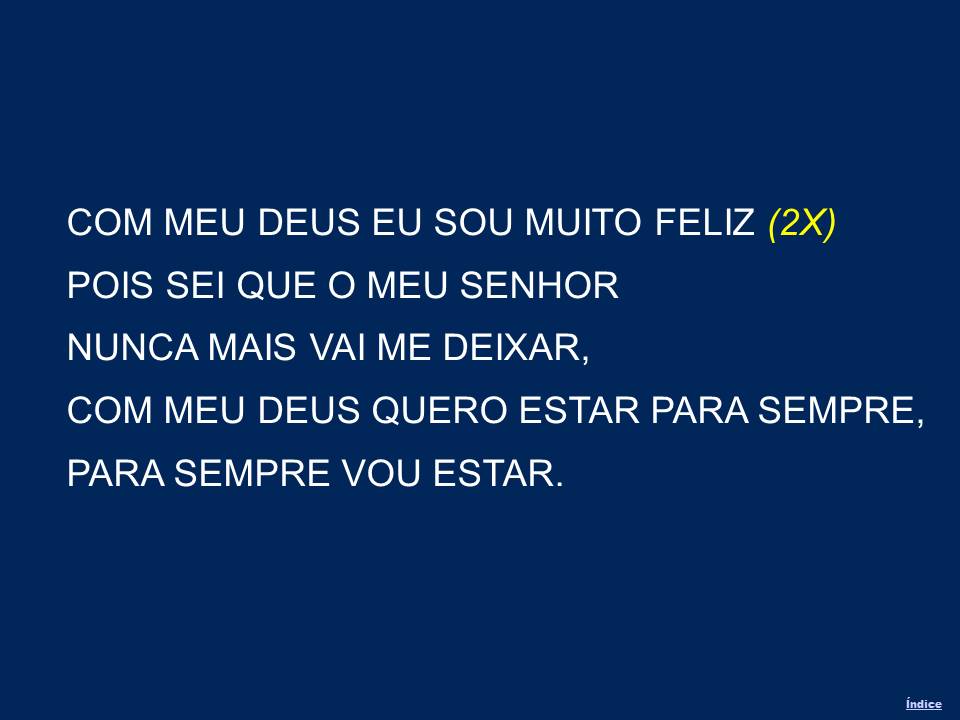 COM MEU DEUS EU SOU MUITO FELIZ (2X)
POIS SEI QUE O MEU SENHOR
NUNCA MAIS VAI ME DEIXAR,
COM MEU DEUS QUERO ESTAR PARA SEMPRE,
PARA SEMPRE VOU ESTAR.
Índice